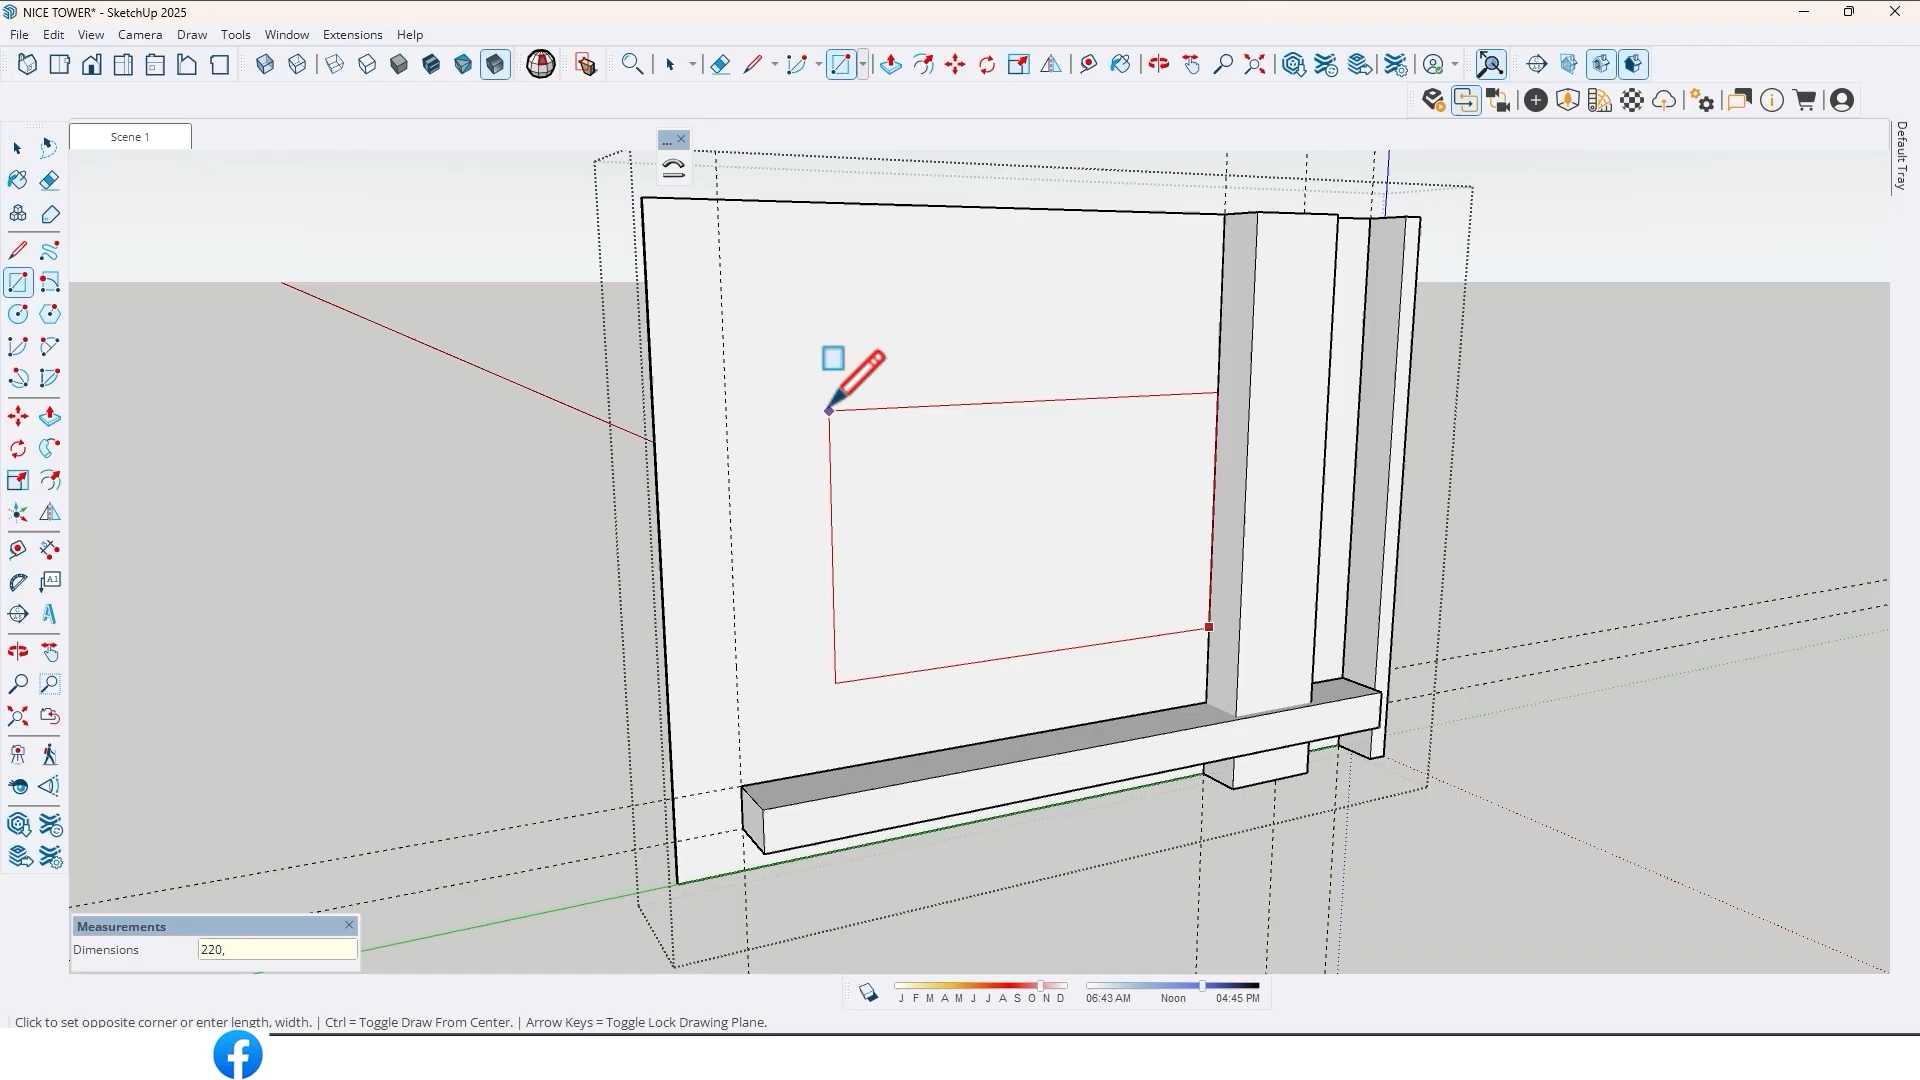 NICE TOWER* - SketchUp 2025
File Edit View Camera Draw Tools Window Extensions Help
Scene 1
...
Default Tray
A1
A
Measurements
Dimensions 220,
J F M A M J J A S O N D
06:43 AM Noon 04:45 PM
Click to set opposite corner or enter length, width. | Ctrl = Toggle Draw From Center. | Arrow Keys = Toggle Lock Drawing Plane.